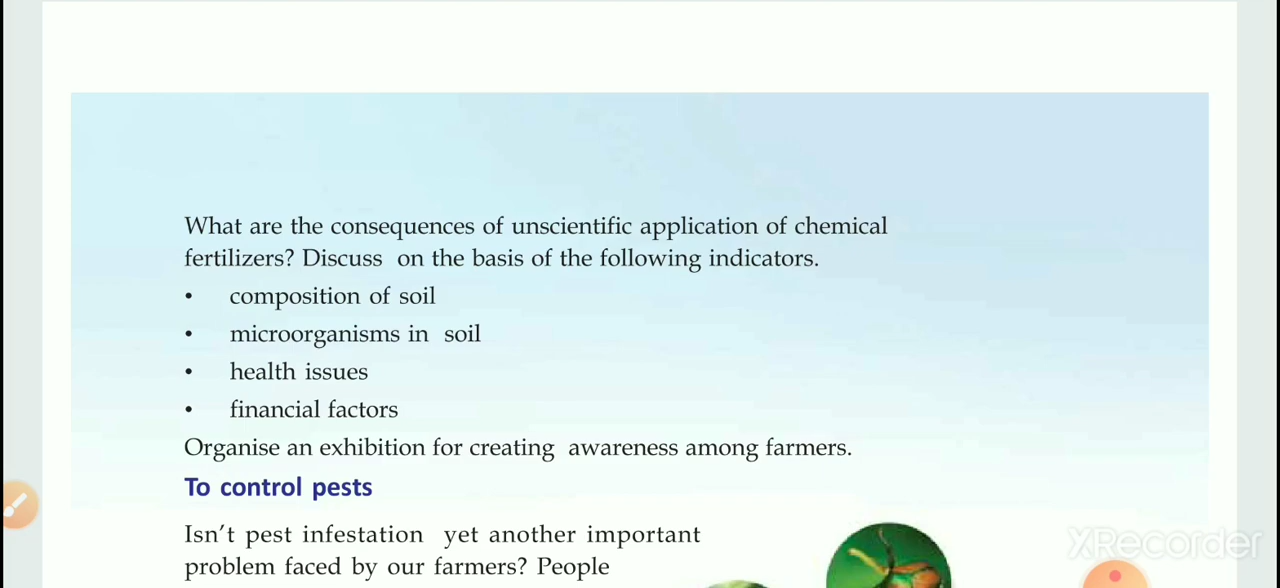 What are the consequences of unscientific application of chemical
fertilizers? Discuss on the basis of the following indicators.
• composition of soil
• microorganisms in soil
• health issues
• financial factors
Organise an exhibition for creating awareness among farmers.
To control pests
Isn't pest infestation yet another important
problem faced by our farmers? People
XRecorder